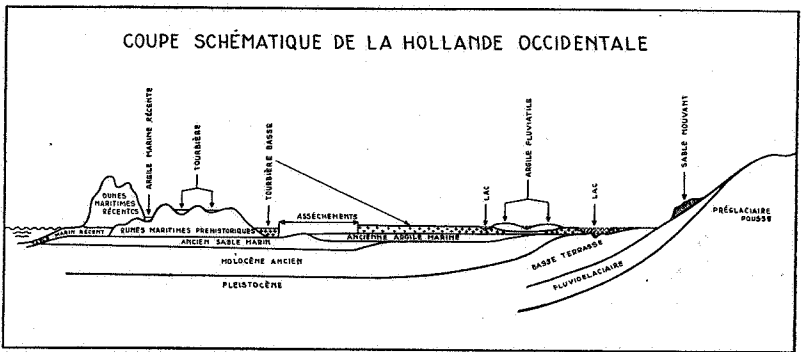 COUPE SCHÉMATIQUE DE LA HOLLANDE OCCIDENTALE
ARGILE MARINE RÉCENTE
TOURBIÈRE
TOURBIÈRE BASSE
LAC
ARGILE FLUVIATILE
LAC
SABLE MOUVANT
DUNES
MARITIMES
RÉCENTES
ASSÈCHEMENTS
PRÉGLACIAIRE
POUSSE
MARIN RÉCENT
DUNES MARITIMES PREHISTORIQUES
ANCIEN SABLE MARIN
ANCIENNE ARGILE MARINE
HOLOCÈNE ANCIEN
BASSE TERRASSE
PLEISTOCÈNE
FLUVIOGLACIAIRE